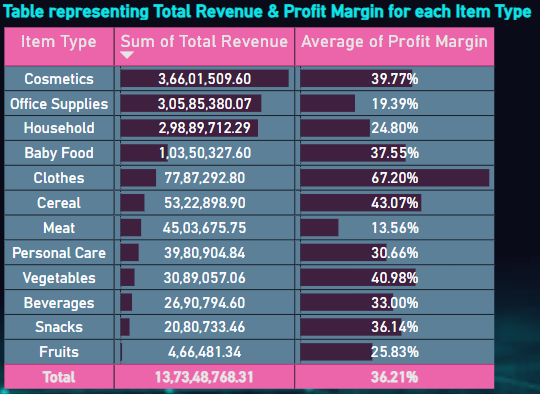 Table representing Total Revenue & Profit Margin for each Item Type
Item Type Sum of Total Revenue Average of Profit Margin
Cosmetics 3,66,01,509.60 39.77%
Office Supplies 3,05,85,380.07 19.39%
Household 2,98,89,712.29 24.80%
Baby Food 1,03,50,327.60 37.55%
Clothes 77,87,292.80 67.20%
Cereal 53,22,898.90 43.07%
Meat 45,03,675.75 13.56%
Personal Care 39,80,904.84 30.66%
Vegetables 30,89,057.06 40.98%
Beverages 26,90,794.60 33.00%
Snacks 20,80,733.46 36.14%
Fruits 4,66,481.34 25.83%
Total 13,73,48,768.31 36.21%